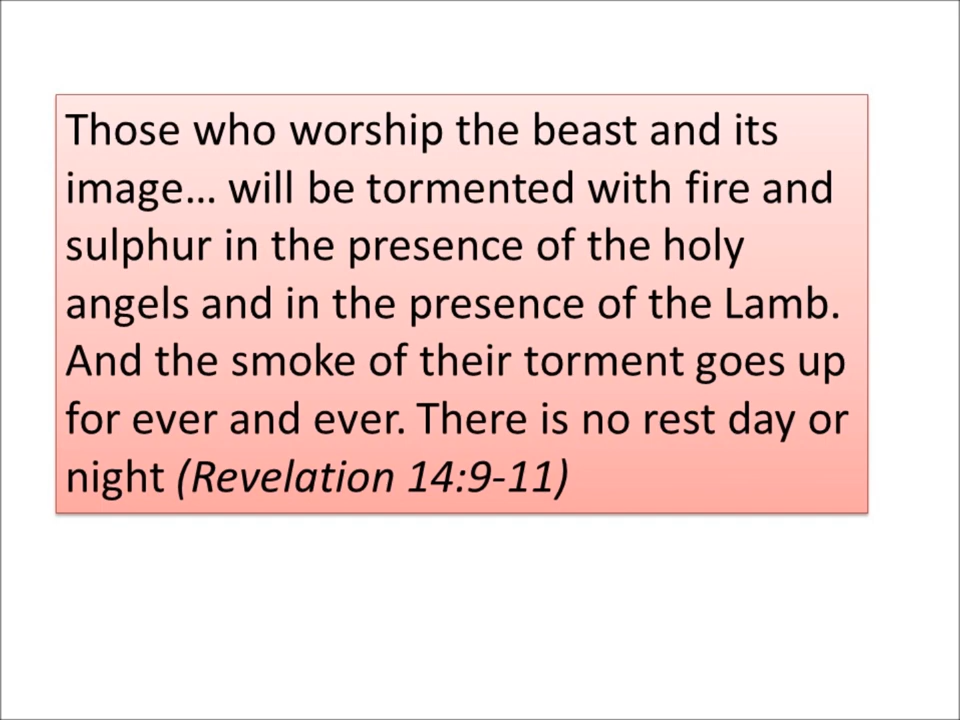 Those who worship the beast and its
image… will be tormented with fire and
sulphur in the presence of the holy
angels and in the presence of the Lamb.
And the smoke of their torment goes up
for ever and ever. There is no rest day or
night (Revelation 14:9-11)